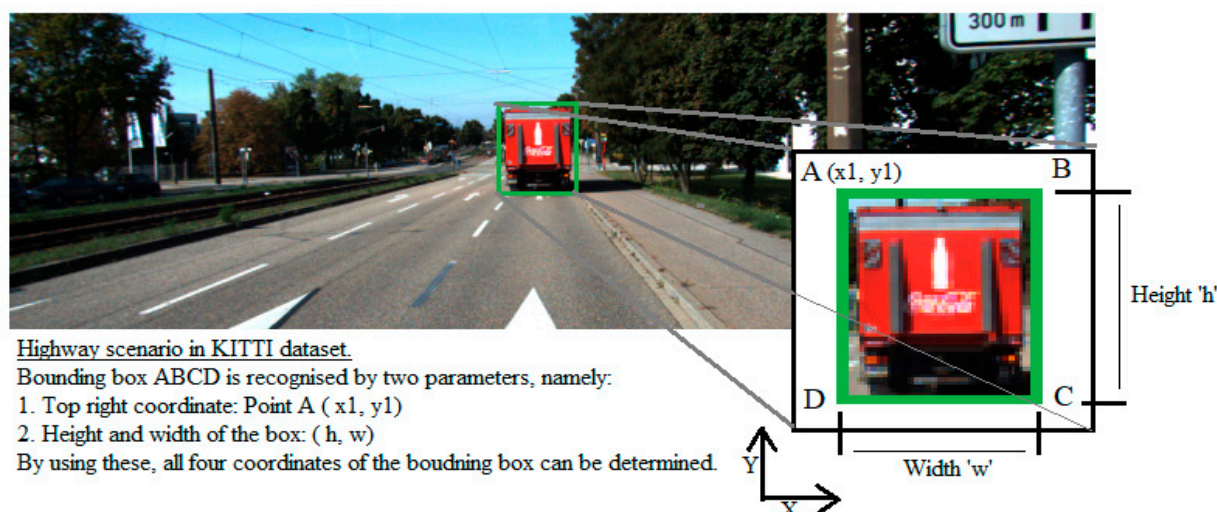 300 m
Coca-Cola
A (x1, y1)
B
Height 'h'
D
C
Width 'w'
Y
X
Highway scenario in KITTI dataset.
Bounding box ABCD is recognised by two parameters, namely:
1. Top right coordinate: Point A ( x1, y1)
2. Height and width of the box: ( h, w)
By using these, all four coordinates of the boudning box can be determined.